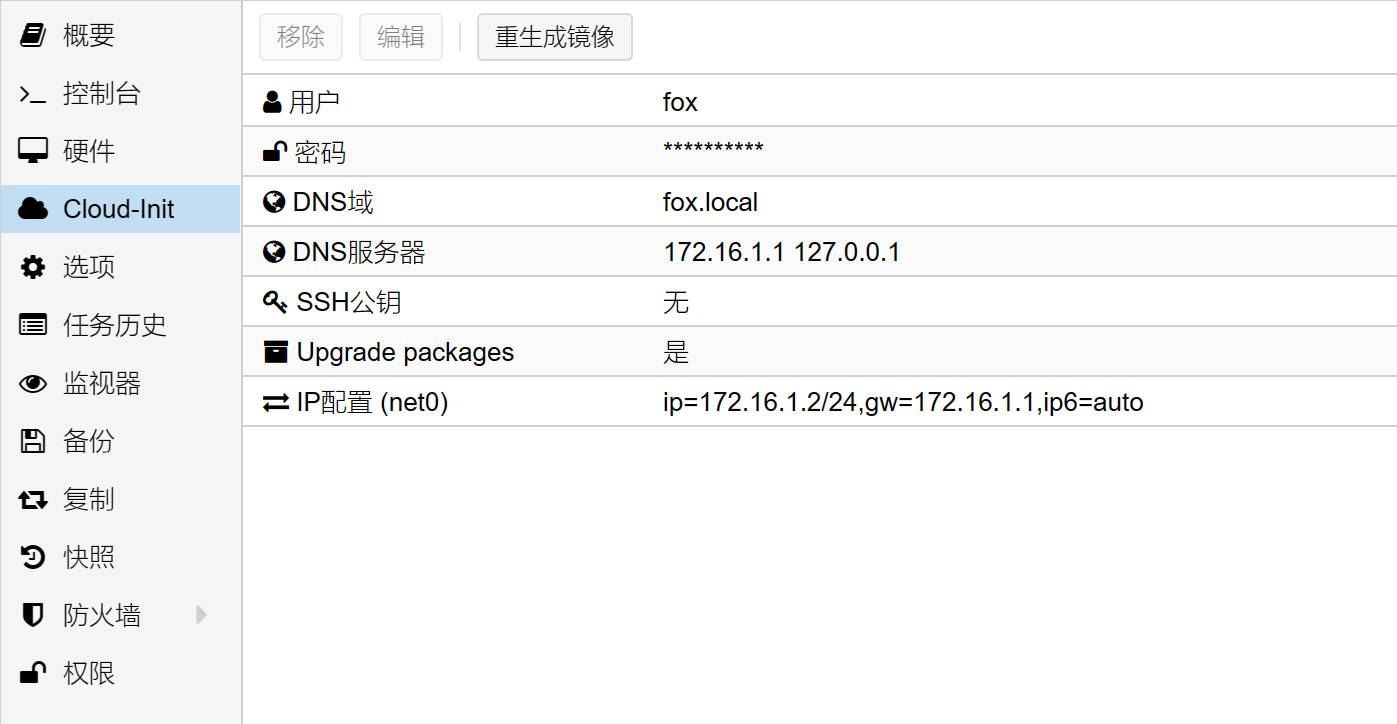 概要
控制台
硬件
Cloud-Init
选项
任务历史
监视器
备份
复制
快照
防火墙
权限
移除 编辑 重生成镜像
用户 fox
密码 **********
DNS域 fox.local
DNS服务器 172.16.1.1 127.0.0.1
SSH公钥 无
Upgrade packages 是
IP配置 (net0) ip=172.16.1.2/24,gw=172.16.1.1,ip6=auto